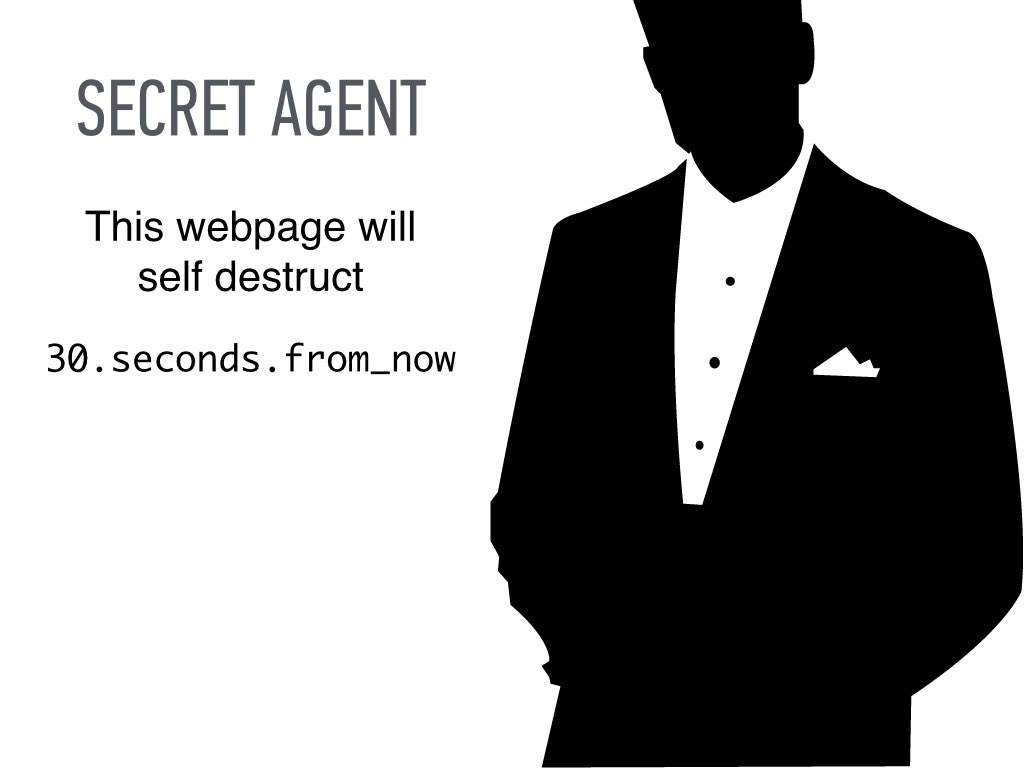 SECRET AGENT
This webpage will
self destruct
30.seconds.from_now